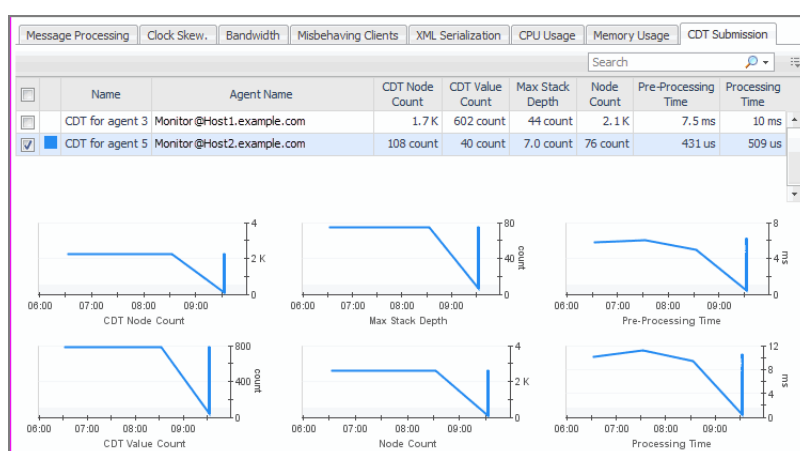 Message Processing Clock Skew. Bandwidth Misbehaving Clients XML Serialization CPU Usage Memory Usage CDT Submission
Search
Name Agent Name CDT Node Count CDT Value Count Max Stack Depth Node Count Pre-Processing Time Processing Time
CDT for agent 3 Monitor@Host1.example.com 1.7 K 602 count 44 count 2.1 K 7.5 ms 10 ms
CDT for agent 5 Monitor@Host2.example.com 108 count 40 count 7.0 count 76 count 431 us 509 us
4
2 K
0
06:00 07:00 08:00 09:00
CDT Node Count
80
40
0
count
06:00 07:00 08:00 09:00
Max Stack Depth
8
4
0
ms
06:00 07:00 08:00 09:00
Pre-Processing Time
800
400
0
count
06:00 07:00 08:00 09:00
CDT Value Count
4
2 K
0
06:00 07:00 08:00 09:00
Node Count
12
8
4
0
ms
06:00 07:00 08:00 09:00
Processing Time